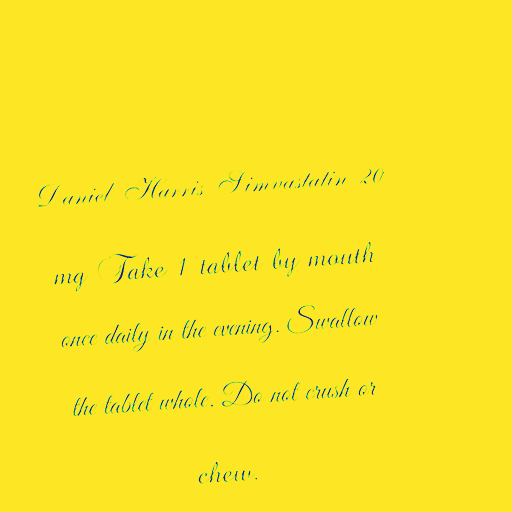 Daniel Harris Simvastatin 20
mg Take 1 tablet by mouth
once daily in the evening. Swallow
the tablet whole. Do not crush or
chew.